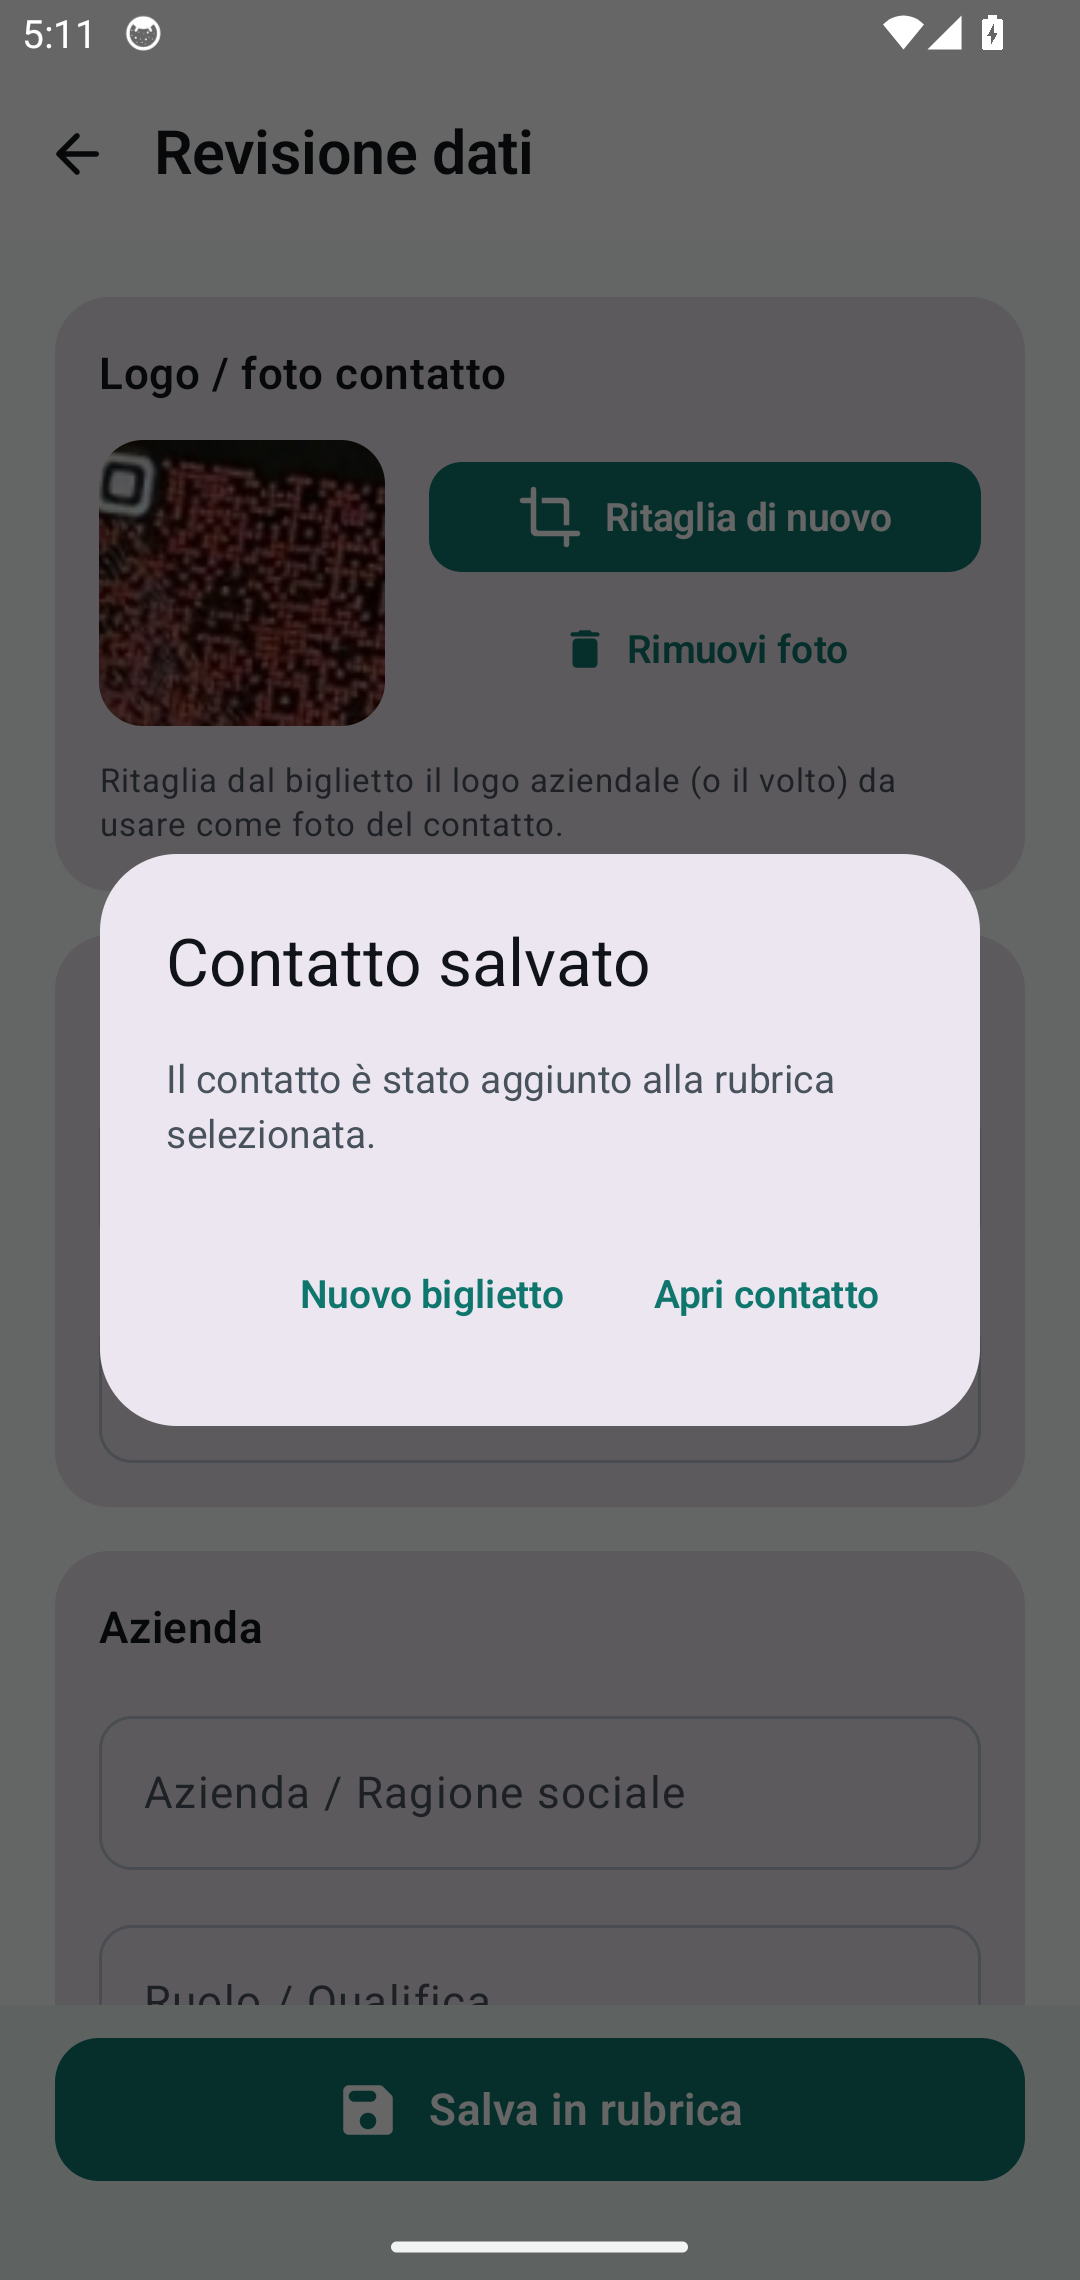 5:11
Revisione dati
Logo / foto contatto
Ritaglia di nuovo
Rimuovi foto
Ritaglia dal biglietto il logo aziendale (o il volto) da
usare come foto del contatto.
Contatto salvato
Il contatto è stato aggiunto alla rubrica
selezionata.
Nuovo biglietto
Apri contatto
Azienda
Azienda / Ragione sociale
Ruolo / Qualifica
Salva in rubrica